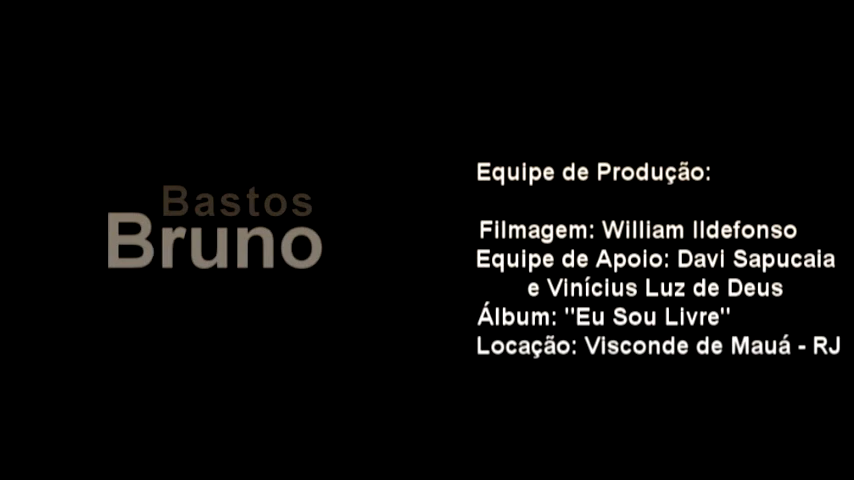 Bastos
Bruno
Equipe de Produção:
Filmagem: William Ildefonso
Equipe de Apoio: Davi Sapucaia
e Vinícius Luz de Deus
Álbum: "Eu Sou Livre"
Locação: Visconde de Mauá - RJ